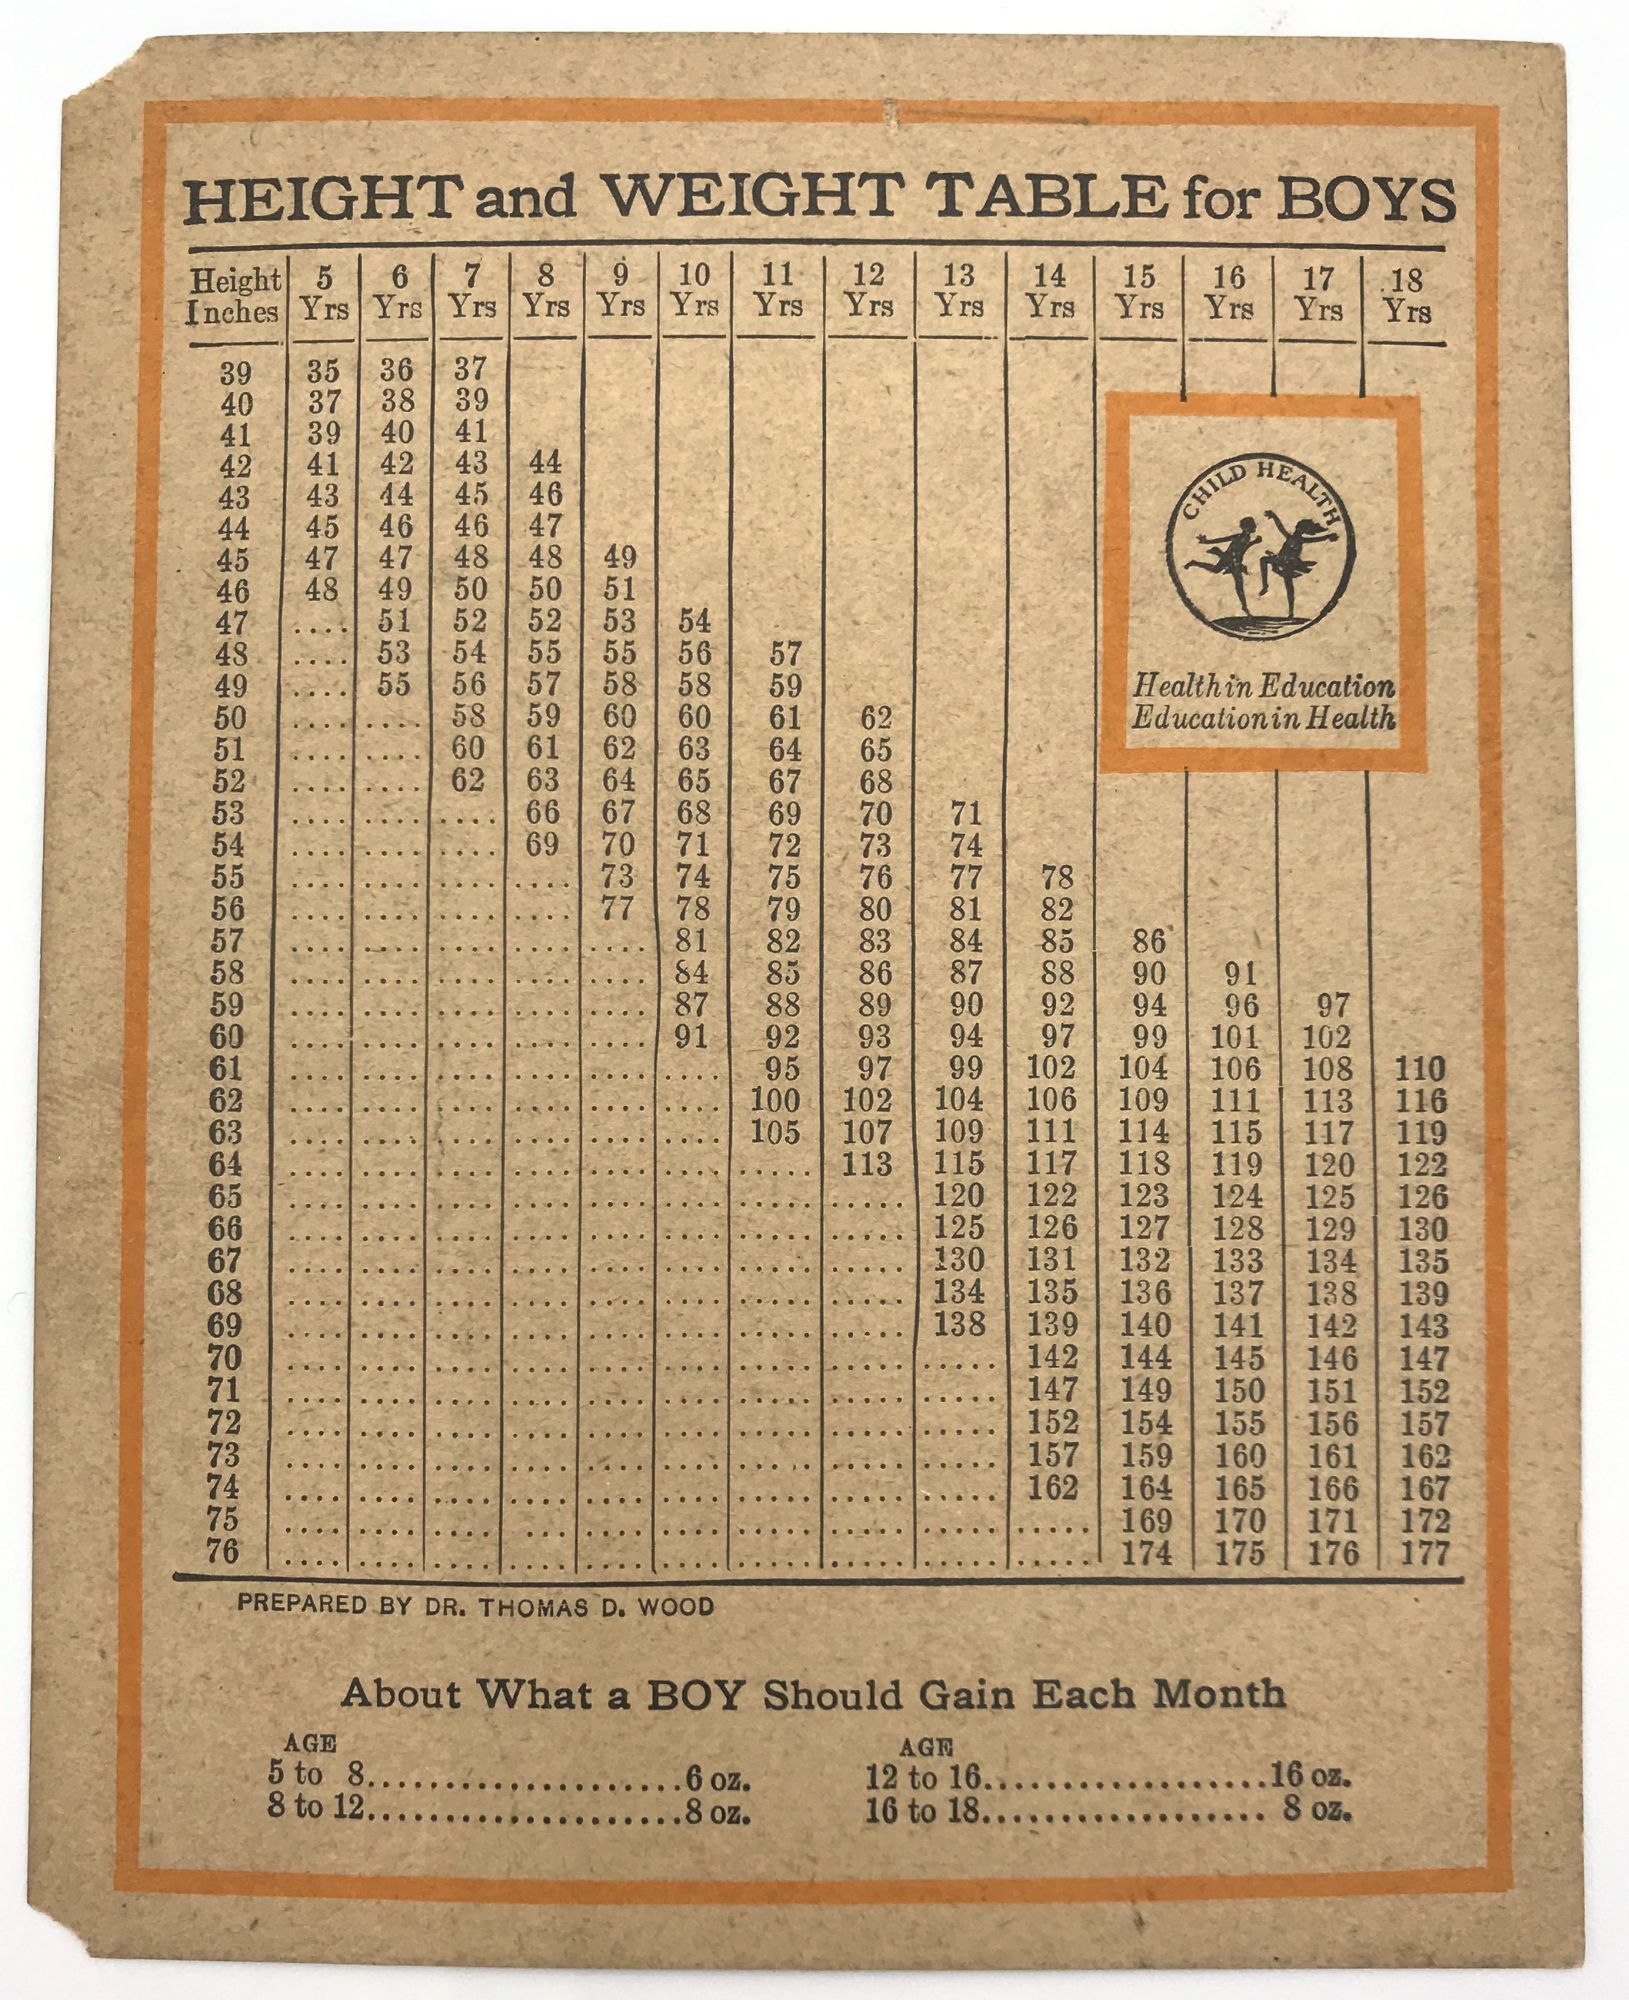 HEIGHT and WEIGHT TABLE for BOYS
Height Inches 5 Yrs 6 Yrs 7 Yrs 8 Yrs 9 Yrs 10 Yrs 11 Yrs 12 Yrs 13 Yrs 14 Yrs 15 Yrs 16 Yrs 17 Yrs 18 Yrs
39 35 36 37
40 37 38 39
41 39 40 41
42 41 42 43 44
43 43 44 45 46
44 45 46 46 47
45 47 47 48 48 49
46 48 49 50 50 51
47 .... 51 52 52 53 54
48 .... 53 54 55 55 56 57
49 .... 55 56 57 58 58 59
50 .... .... 58 59 60 60 61 62
51 .... .... 60 61 62 63 64 65
52 .... .... 62 63 64 65 67 68
53 .... .... .... 66 67 68 69 70 71
54 .... .... .... 69 70 71 72 73 74
55 .... .... .... .... 73 74 75 76 77 78
56 .... .... .... .... 77 78 79 80 81 82
57 .... .... .... .... .... 81 82 83 84 85 86
58 .... .... .... .... .... 84 85 86 87 88 90 91
59 .... .... .... .... .... 87 88 89 90 92 94 96 97
60 .... .... .... .... .... 91 92 93 94 97 99 101 102
61 .... .... .... .... .... .... 95 97 99 102 104 106 108 110
62 .... .... .... .... .... .... 100 102 104 106 109 111 113 116
63 .... .... .... .... .... .... 105 107 109 111 114 115 117 119
64 .... .... .... .... .... .... ..... 113 115 117 118 119 120 122
65 .... .... .... .... .... .... ..... ..... 120 122 123 124 125 126
66 .... .... .... .... .... .... ..... ..... 125 126 127 128 129 130
67 .... .... .... .... .... .... ..... ..... 130 131 132 133 134 135
68 .... .... .... .... .... .... ..... ..... 134 135 136 137 138 139
69 .... .... .... .... .... .... ..... ..... 138 139 140 141 142 143
70 .... .... .... .... .... .... ..... ..... ..... 142 144 145 146 147
71 .... .... .... .... .... .... ..... ..... ..... 147 149 150 151 152
72 .... .... .... .... .... .... ..... ..... ..... 152 154 155 156 157
73 .... .... .... .... .... .... ..... ..... ..... 157 159 160 161 162
74 .... .... .... .... .... .... ..... ..... ..... 162 164 165 166 167
75 .... .... .... ... .... .... ..... ..... ..... ..... 169 170 171 172
76 .... .... .... .... .... .... ..... ..... ..... ..... 174 175 176 177
CHILD HEALTH
Health in Education
Education in Health
PREPARED BY DR. THOMAS D. WOOD
About What a BOY Should Gain Each Month
AGE
5 to 8....................6 oz.
8 to 12....................8 oz.
AGE
12 to 16...................16 oz.
16 to 18................... 8 oz.